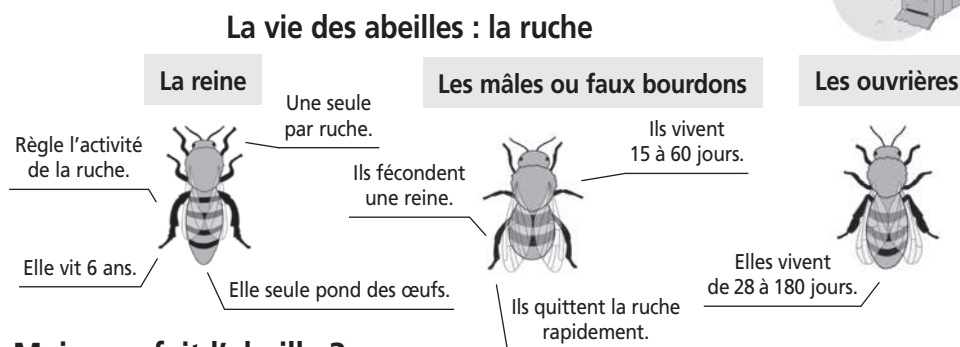 La vie des abeilles : la ruche
La reine
Une seule
par ruche.
Règle l'activité
de la ruche.
Elle vit 6 ans.
Elle seule pond des œufs.
Les mâles ou faux bourdons
Ils vivent
15 à 60 jours.
Ils fécondent
une reine.
Ils quittent la ruche
rapidement.
Les ouvrières
Elles vivent
de 28 à 180 jours.